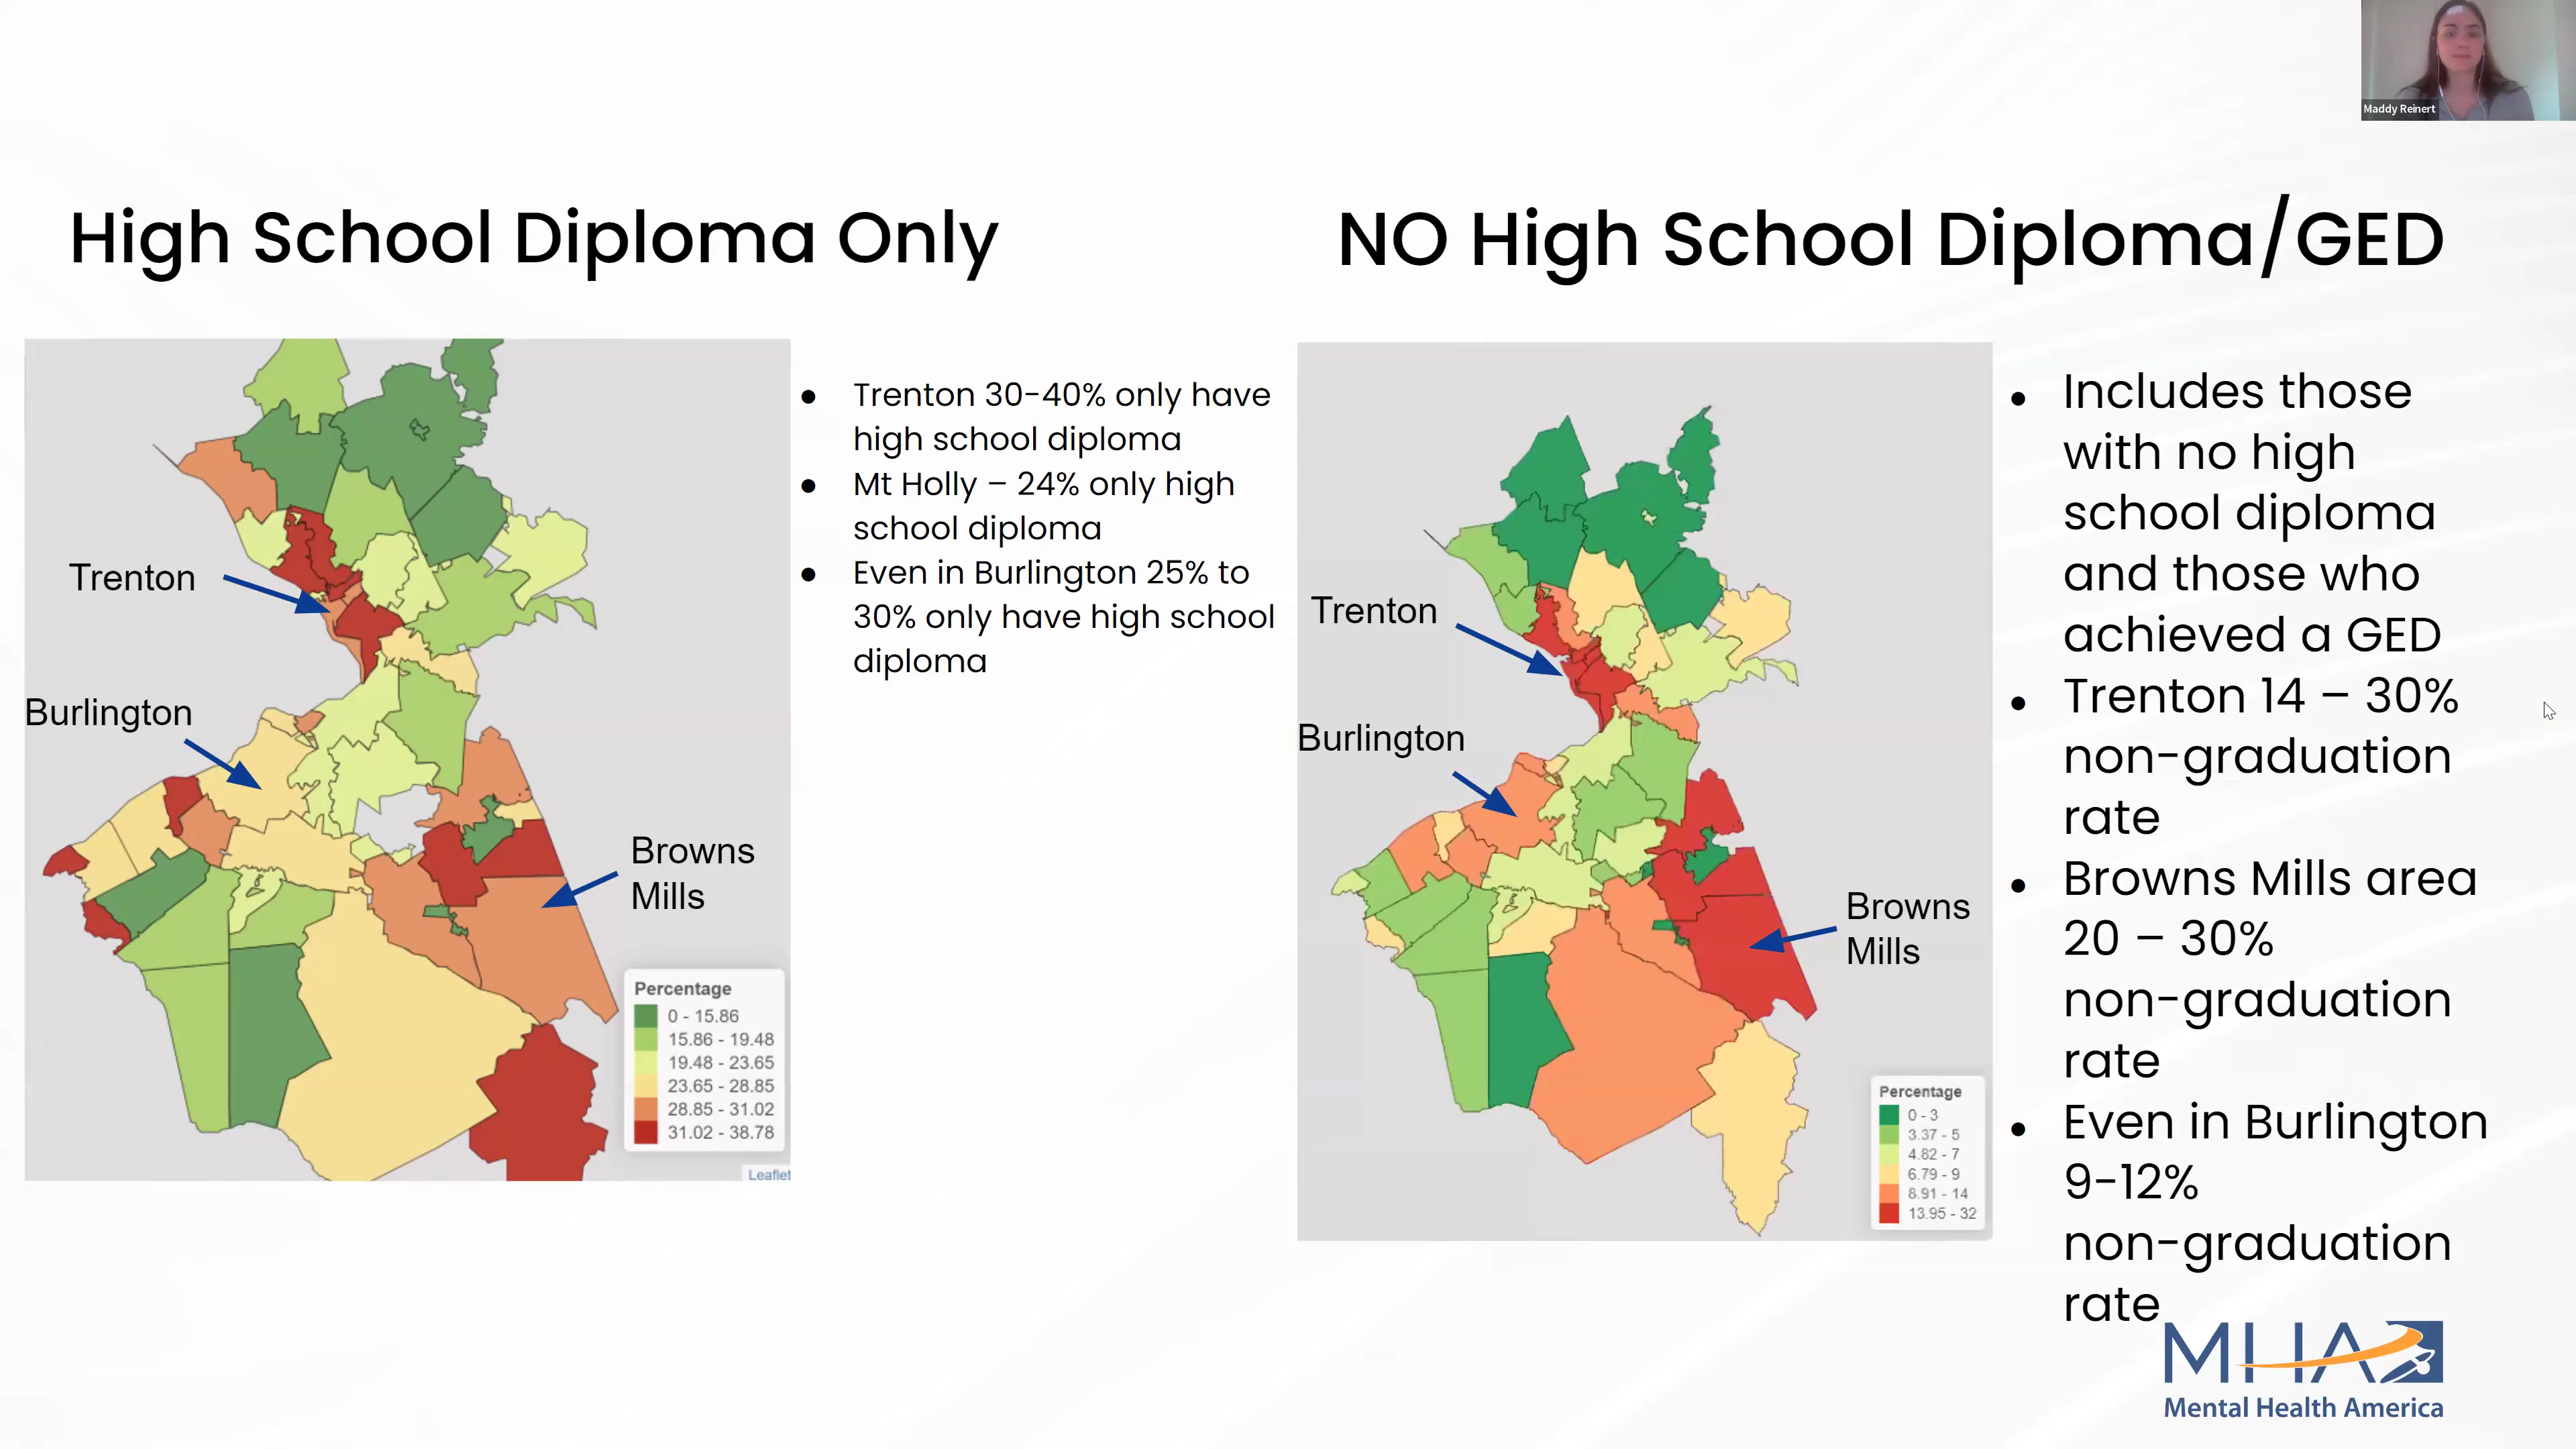 Maddy Reinert
High School Diploma Only
Trenton
Burlington
Browns
Mills
Percentage
0 - 15.86
15.86 - 19.48
19.48 - 23.65
23.65 - 28.85
28.85 - 31.02
31.02 - 38.78
Leaflet
● Trenton 30-40% only have
high school diploma
● Mt Holly – 24% only high
school diploma
● Even in Burlington 25% to
30% only have high school
diploma
NO High School Diploma/GED
Trenton
Burlington
Browns
Mills
Percentage
0 - 3
3.37 - 5
4.82 - 7
6.79 - 9
8.91 - 14
13.95 - 32
● Includes those
with no high
school diploma
and those who
achieved a GED
● Trenton 14 – 30%
non-graduation
rate
● Browns Mills area
20 – 30%
non-graduation
rate
● Even in Burlington
9-12%
non-graduation
rate
MHA
Mental Health America